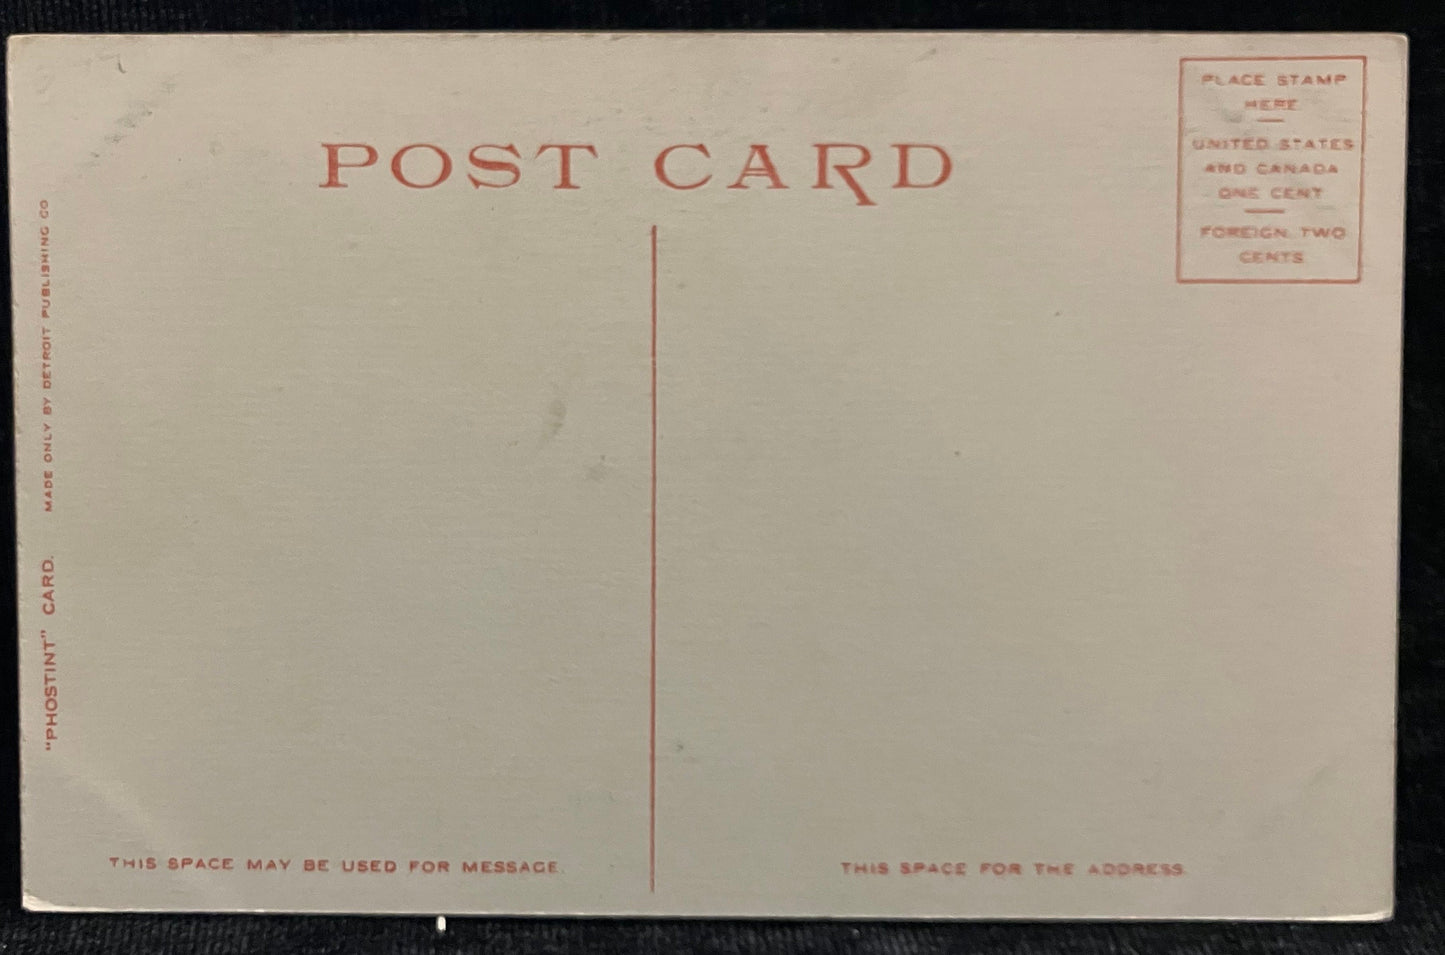 POST CARD
PLACE STAMP
HERE
UNITED STATES
AND CANADA
ONE CENT
FOREIGN TWO
CENTS
"PHOSTINT" CARD. MADE ONLY BY DETROIT PUBLISHING CO
THIS SPACE MAY BE USED FOR MESSAGE.
THIS SPACE FOR THE ADDRESS.